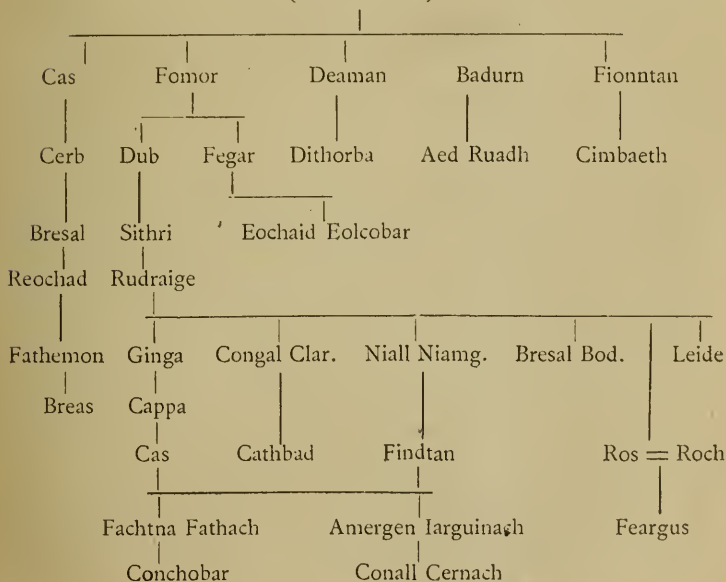 Cas Fomor Deaman Badurn Fionntan
Cerb Dub Fegar Dithorba Aed Ruadh Cimbaeth
Bresal Sithri Eochaid Eolcobar
Reochad Rudraige
Fathemon Ginga Congal Clar. Niall Niamg. Bresal Bod. Leide
Breas Cappa
Cas Cathbad Findtan Ros = Roch
Fachtna Fathach Amergen Iarguinach Feargus
Conchobar Conall Cernach